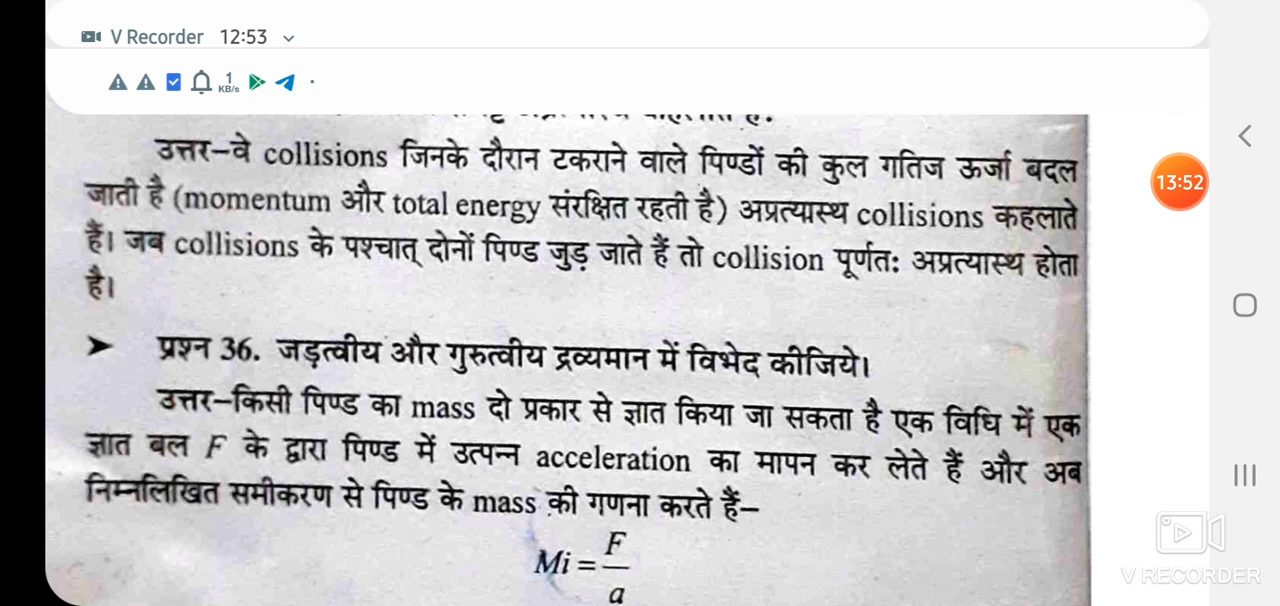 V Recorder 12:53
1
KB/s
उत्तर–वे collisions जिनके दौरान टकराने वाले पिण्डों की कुल गतिज ऊर्जा बदल
जाती है (momentum और total energy संरक्षित रहती है) अप्रत्यास्थ collisions कहलाते
हैं। जब collisions के पश्चात् दोनों पिण्ड जुड़ जाते हैं तो collision पूर्णतः अप्रत्यास्थ होता
है।
13:52
➤ प्रश्न 36. जड़त्वीय और गुरुत्वीय द्रव्यमान में विभेद कीजिये।
उत्तर–किसी पिण्ड का mass दो प्रकार से ज्ञात किया जा सकता है एक विधि में एक
ज्ञात बल F के द्वारा पिण्ड में उत्पन्न acceleration का मापन कर लेते हैं और अब
निम्नलिखित समीकरण से पिण्ड के mass की गणना करते हैं–
Mi = F/a
V RECORDER